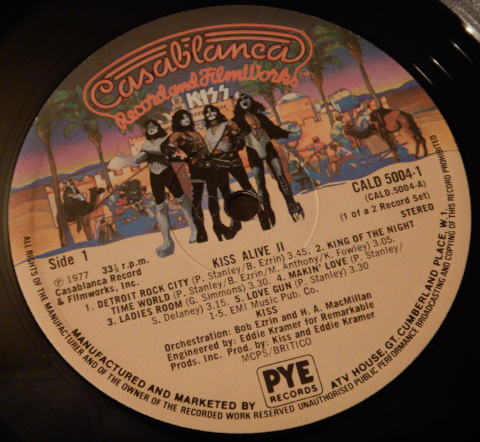 Casablanca
Record and FilmWorks
KISS
CALD 5004-1
(CALD.5004-A)
(1 of a 2 Record Set)
STEREO
Side 1
℗ 1977 33⅓ r.p.m.
Casablanca Record
& Filmworks, Inc.
KISS ALIVE II
1. DETROIT ROCK CITY (P. Stanley/B. Ezrin) 3.45. 2. KING OF THE NIGHT
TIME WORLD (P. Stanley/B. Ezrin/M. Anthony/K. Fowley) 3.05.
3. LADIES ROOM (G. Simmons) 3.30. 4. MAKIN' LOVE (P. Stanley/
S. Delaney) 3.15. 5. LOVE GUN (P. Stanley) 3.30
1-5. EMI Music Pub. Co.
KISS
Orchestration: Bob Ezrin and H. A. MacMillan
Engineered by: Eddie Kramer for Remarkable
Prods. Inc. Prod. by: Kiss and Eddie Kramer
MCPS/BRITICO
PYE
RECORDS
MANUFACTURED AND MARKETED BY
ATV HOUSE, GT. CUMBERLAND PLACE, W.1.
ALL RIGHTS OF THE MANUFACTURER AND OF THE OWNER OF THE RECORDED WORK RESERVED UNAUTHORISED PUBLIC PERFORMANCE BROADCASTING AND COPYING OF THIS RECORD PROHIBITED